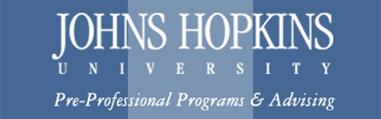 JOHNS HOPKINS
UNIVERSITY
Pre-Professional Programs & Advising